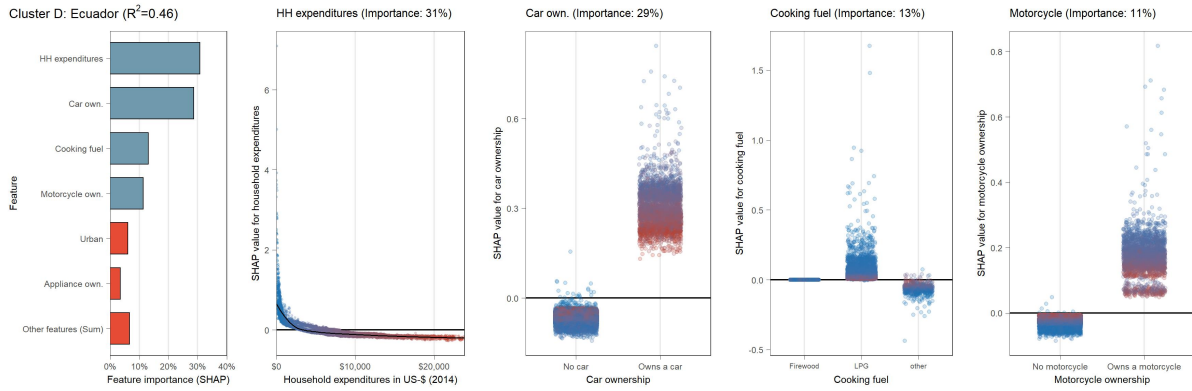 Cluster D: Ecuador (R²=0.46)
Feature
HH expenditures
Car own.
Cooking fuel
Motorcycle own.
Urban
Appliance own.
Other features (Sum)
0% 10% 20% 30% 40%
Feature importance (SHAP)
HH expenditures (Importance: 31%)
SHAP value for household expenditures
6
4
2
0
$0 $10,000 $20,000
Household expenditures in US-$ (2014)
Car own. (Importance: 29%)
SHAP value for car ownership
0.6
0.3
0.0
No car Owns a car
Car ownership
Cooking fuel (Importance: 13%)
SHAP value for cooking fuel
1.5
1.0
0.5
0.0
-0.5
Firewood LPG other
Cooking fuel
Motorcycle (Importance: 11%)
SHAP value for motorcycle ownership
0.8
0.6
0.4
0.2
0.0
No motorcycle Owns a motorcycle
Motorcycle ownership